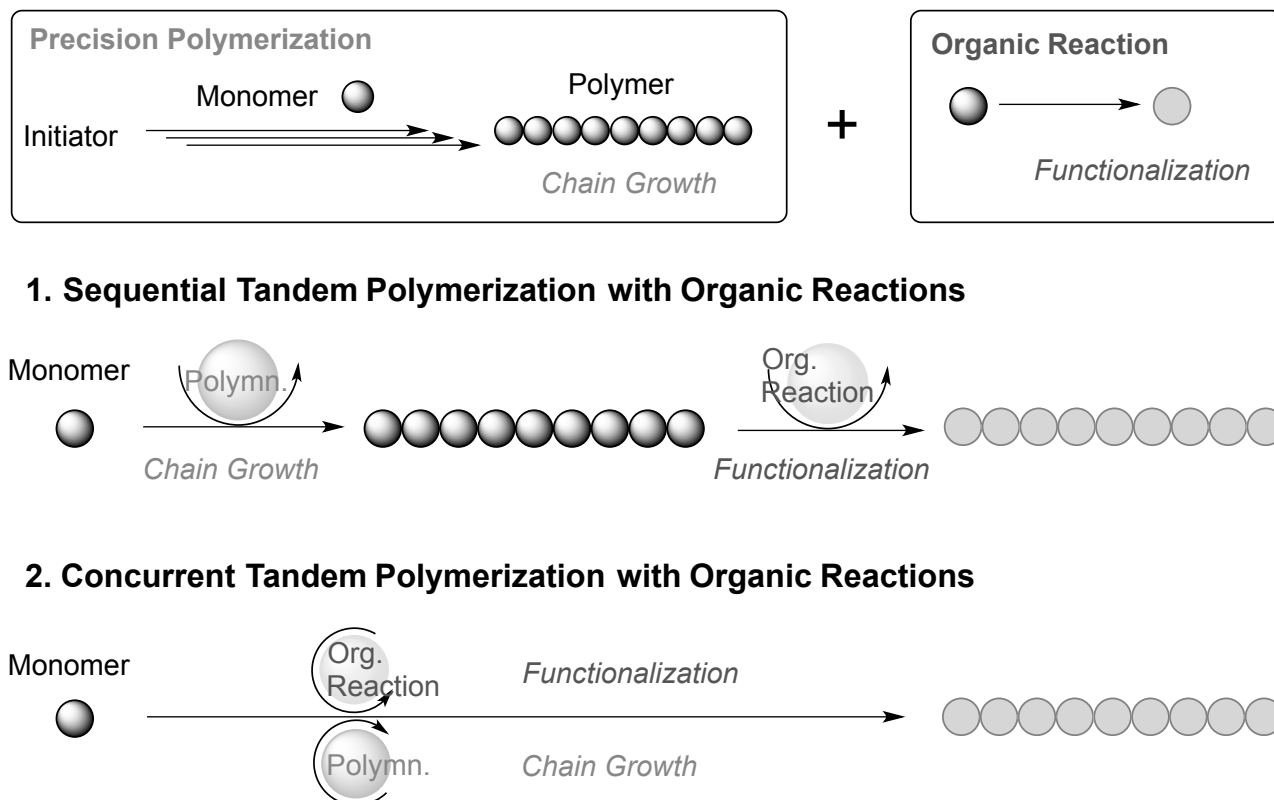 Precision Polymerization
Monomer
Initiator
Polymer
Chain Growth
+
Organic Reaction
Functionalization
1. Sequential Tandem Polymerization with Organic Reactions
Monomer
Polymn.
Chain Growth
Org.
Reaction
Functionalization
2. Concurrent Tandem Polymerization with Organic Reactions
Monomer
Org.
Reaction
Functionalization
Polymn.
Chain Growth